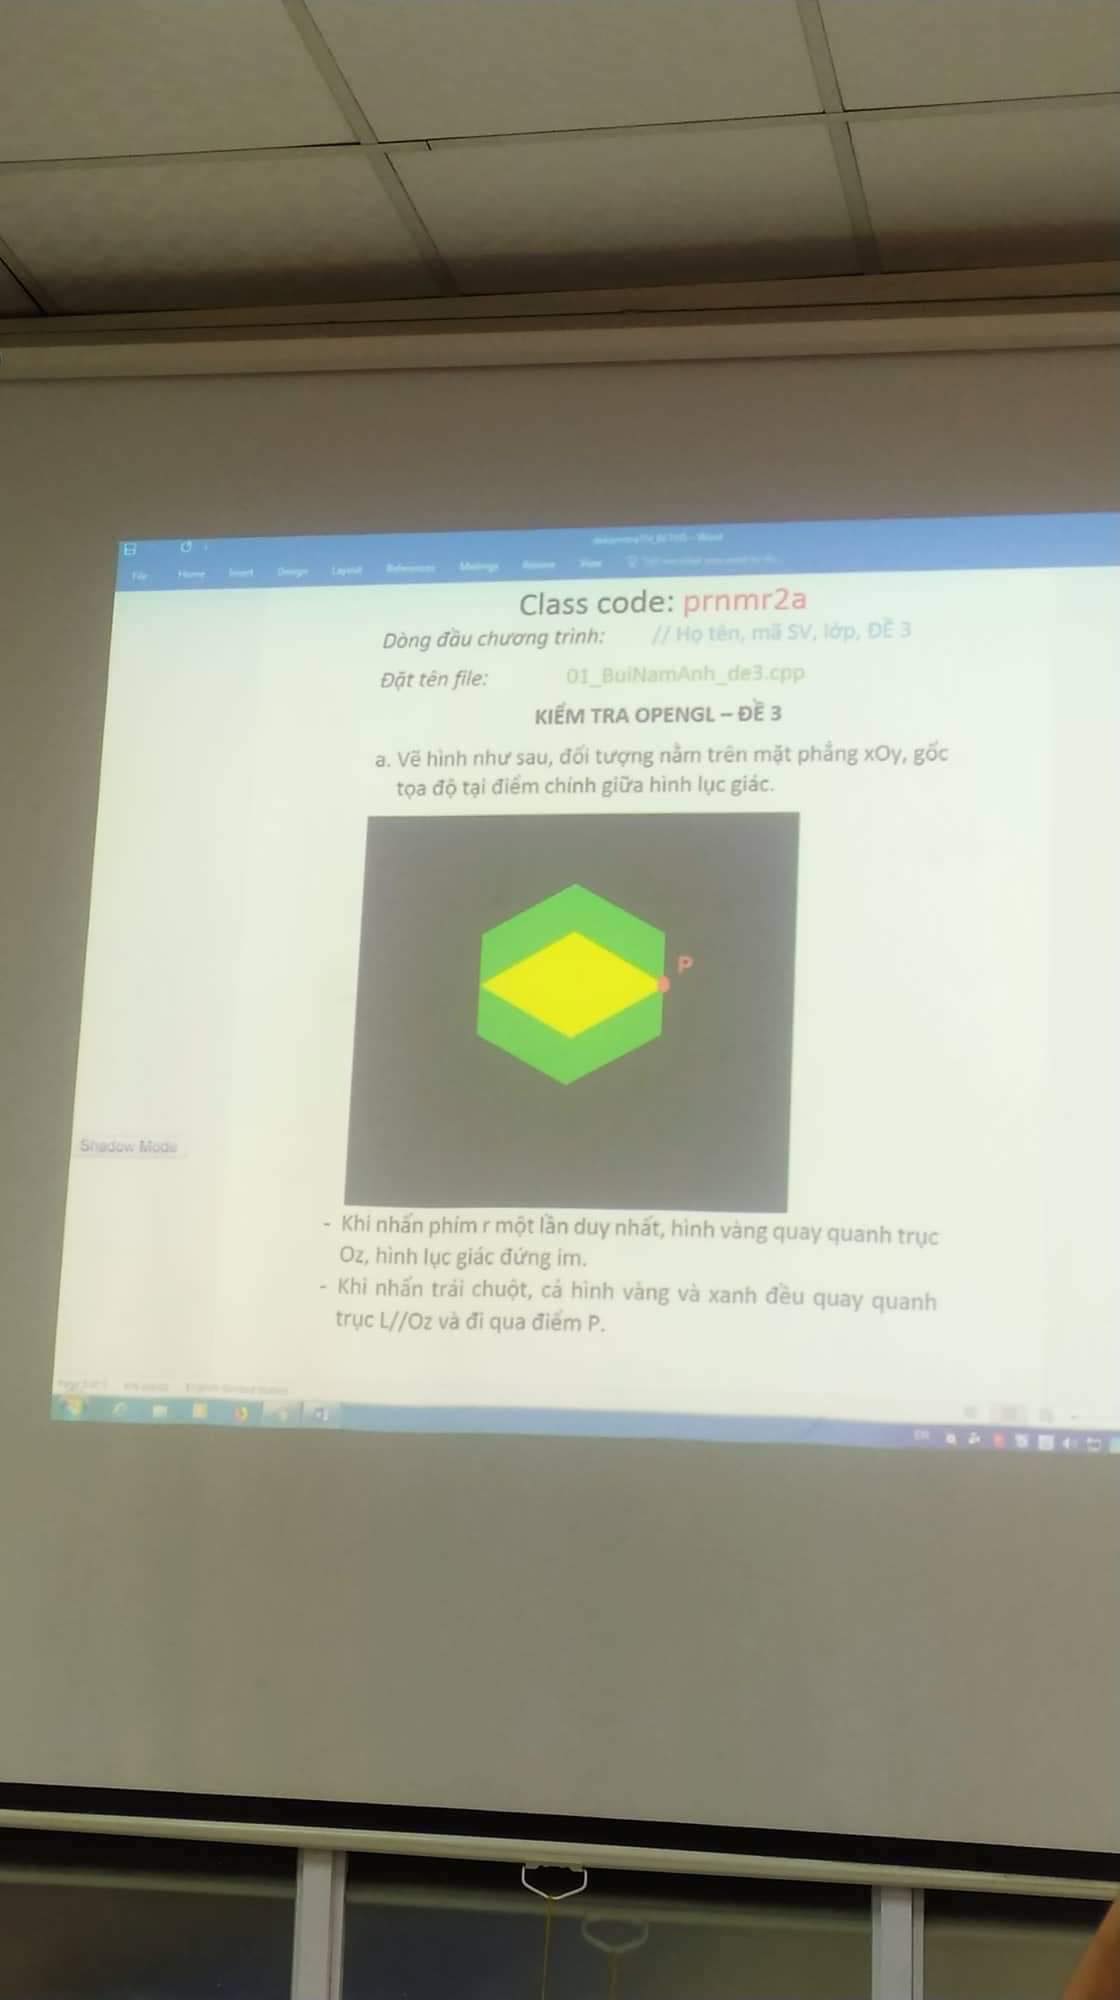 File Home Insert Design Layout References Mailings Review View
Class code: prnmr2a
Dòng đầu chương trình: // Họ tên, mã SV, lớp, ĐỀ 3
Đặt tên file: 01_BuiNamAnh_de3.cpp
KIỂM TRA OPENGL – ĐỀ 3
a. Vẽ hình như sau, đối tượng nằm trên mặt phẳng xOy, gốc
tọa độ tại điểm chính giữa hình lục giác.
P
Shadow Mode
- Khi nhấn phím r một lần duy nhất, hình vàng quay quanh trục
Oz, hình lục giác đứng im.
- Khi nhấn trái chuột, cả hình vàng và xanh đều quay quanh
trục L//Oz và đi qua điểm P.
EN